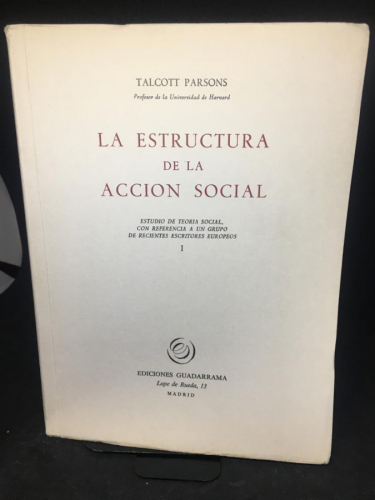 TALCOTT PARSONS
Profesor de la Universidad de Harvard
LA ESTRUCTURA
DE LA
ACCION SOCIAL
ESTUDIO DE TEORIA SOCIAL,
CON REFERENCIA A UN GRUPO
DE RECIENTES ESCRITORES EUROPEOS
I
EDICIONES GUADARRAMA
Lope de Rueda, 13
MADRID